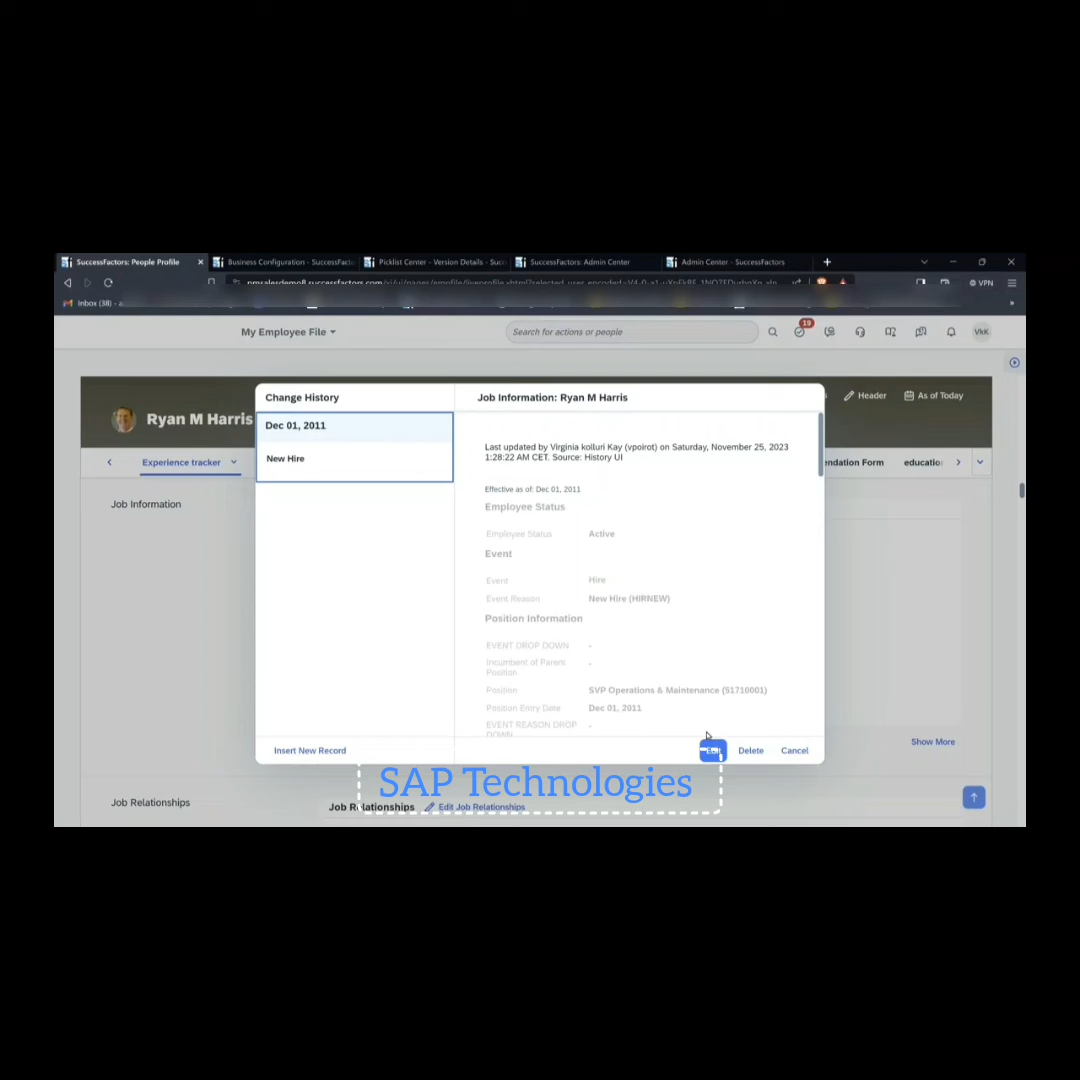 SuccessFactors: People Profile
Business Configuration - SuccessFacto
Picklist Center - Version Details - Succ
SuccessFactors: Admin Center
Admin Center - SuccessFactors
VPN
Inbox (38) - a
My Employee File
Search for actions or people
19
VkK
Ryan M Harris
Header
As of Today
Experience tracker
ndation Form
educatio
Job Information
Change History
Dec 01, 2011
New Hire
Insert New Record
Job Information: Ryan M Harris
Last updated by Virginia kolluri Kay (vpoirot) on Saturday, November 25, 2023
1:28:22 AM CET. Source: History UI
Effective as of: Dec 01, 2011
Employee Status
Employee Status Active
Event
Event Hire
Event Reason New Hire (HIRNEW)
Position Information
EVENT DROP DOWN -
Incumbent of Parent -
Position
Position SVP Operations & Maintenance (51710001)
Position Entry Date Dec 01, 2011
EVENT REASON DROP -
DOWN
Edit Delete Cancel
Show More
SAP Technologies
Job Relationships
Job Relationships Edit Job Relationships